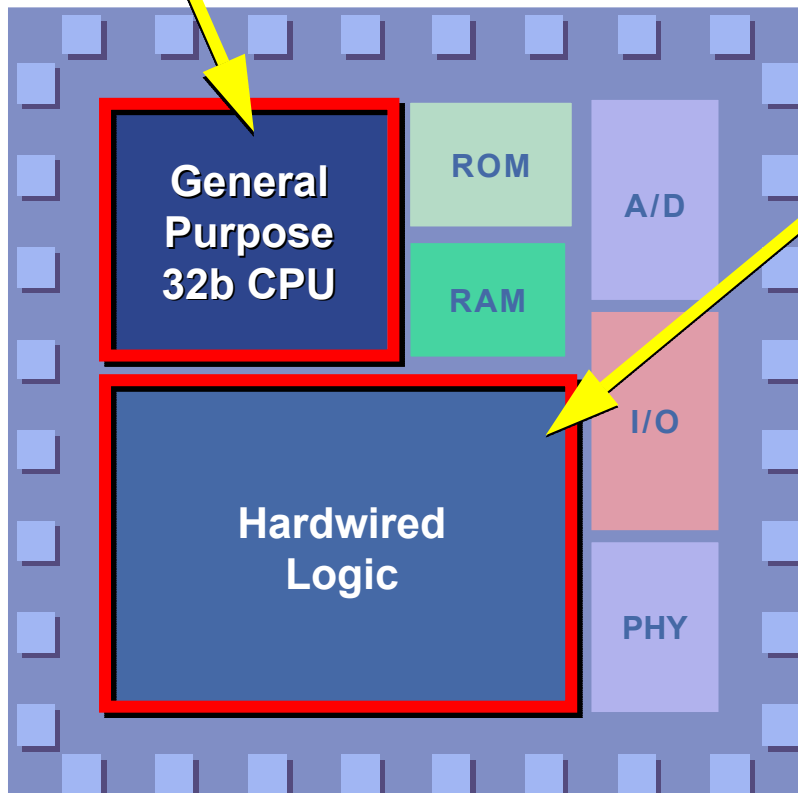 General
Purpose
32b CPU
ROM
RAM
A/D
I/O
Hardwired
Logic
PHY